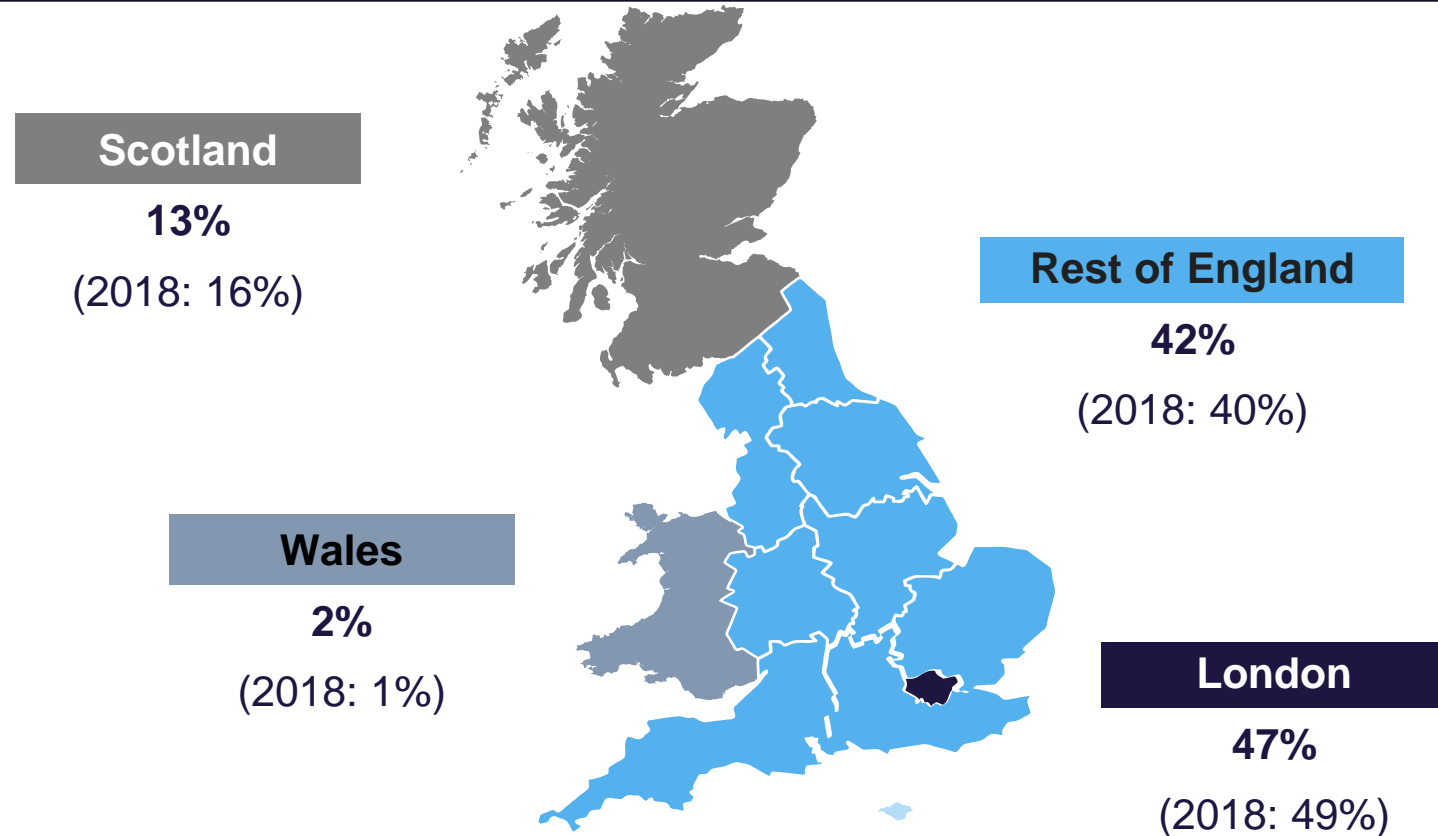 Scotland
13%
(2018: 16%)
Rest of England
42%
(2018: 40%)
Wales
2%
(2018: 1%)
London
47%
(2018: 49%)